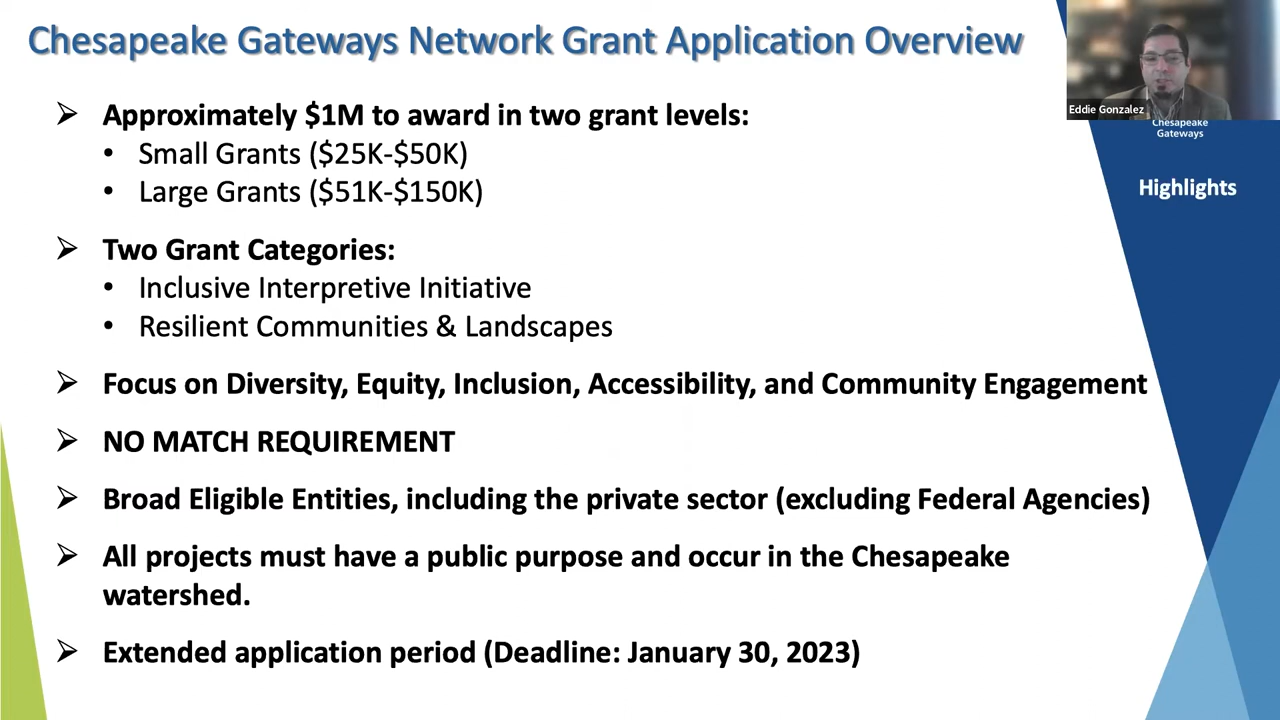 Chesapeake Gateways Network Grant Application Overview
Eddie Gonzalez
Chesapeake
Gateways
Highlights
➢ Approximately $1M to award in two grant levels:
• Small Grants ($25K-$50K)
• Large Grants ($51K-$150K)
➢ Two Grant Categories:
• Inclusive Interpretive Initiative
• Resilient Communities & Landscapes
➢ Focus on Diversity, Equity, Inclusion, Accessibility, and Community Engagement
➢ NO MATCH REQUIREMENT
➢ Broad Eligible Entities, including the private sector (excluding Federal Agencies)
➢ All projects must have a public purpose and occur in the Chesapeake
watershed.
➢ Extended application period (Deadline: January 30, 2023)